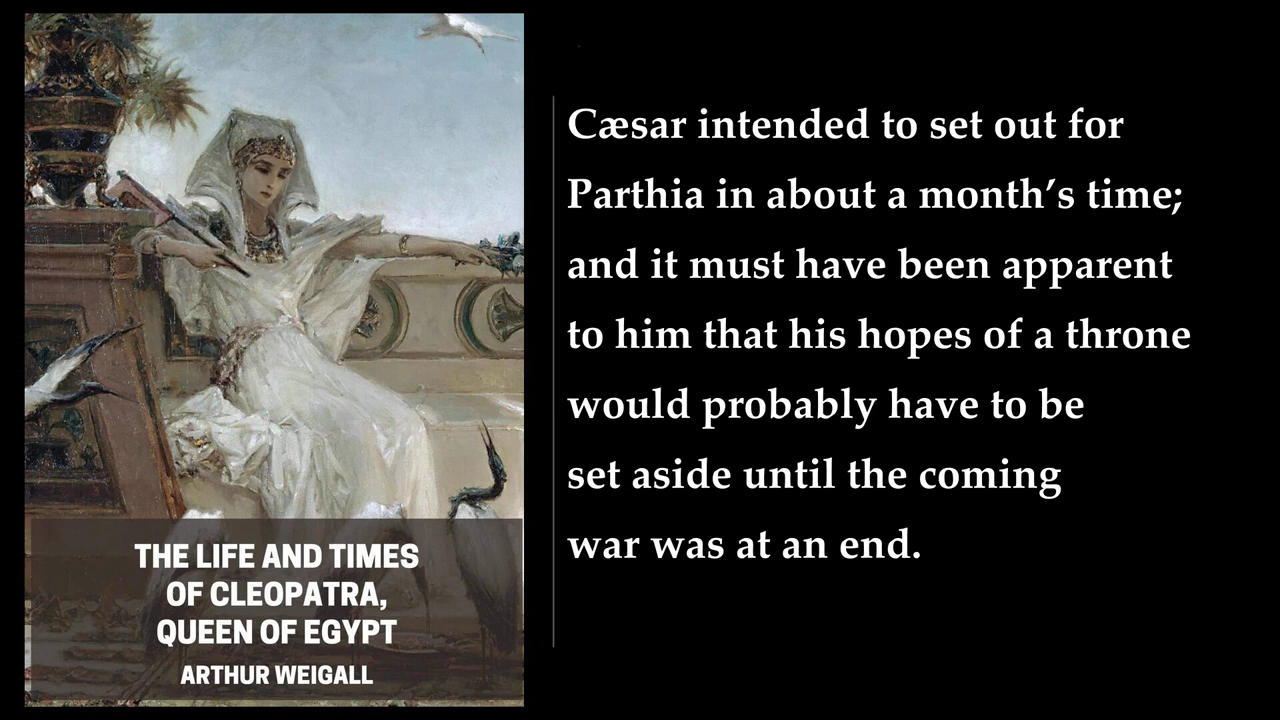 Cæsar intended to set out for
Parthia in about a month’s time;
and it must have been apparent
to him that his hopes of a throne
would probably have to be
set aside until the coming
war was at an end.
THE LIFE AND TIMES
OF CLEOPATRA,
QUEEN OF EGYPT
ARTHUR WEIGALL